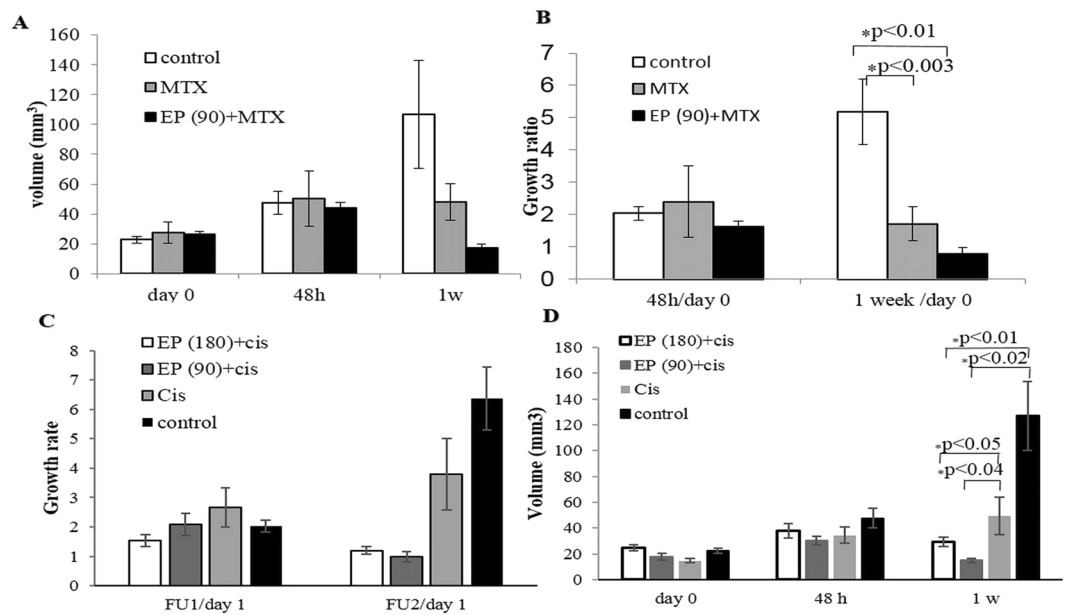 A
volume (mm³)
160
140
120
100
80
60
40
20
0
control
MTX
EP (90)+MTX
day 0
48h
1w
B
Growth ratio
7
6
5
4
3
2
1
0
control
MTX
EP (90)+MTX
*p<0.01
*p<0.003
48h/day 0
1 week /day 0
C
Growth rate
8
7
6
5
4
3
2
1
0
EP (180)+cis
EP (90)+cis
Cis
control
FU1/day 1
FU2/day 1
D
Volume (mm3)
180
160
140
120
100
80
60
40
20
0
EP (180)+cis
EP (90)+cis
Cis
control
*p<0.01
*p<0.02
*p<0.05
*p<0.04
day 0
48 h
1 w